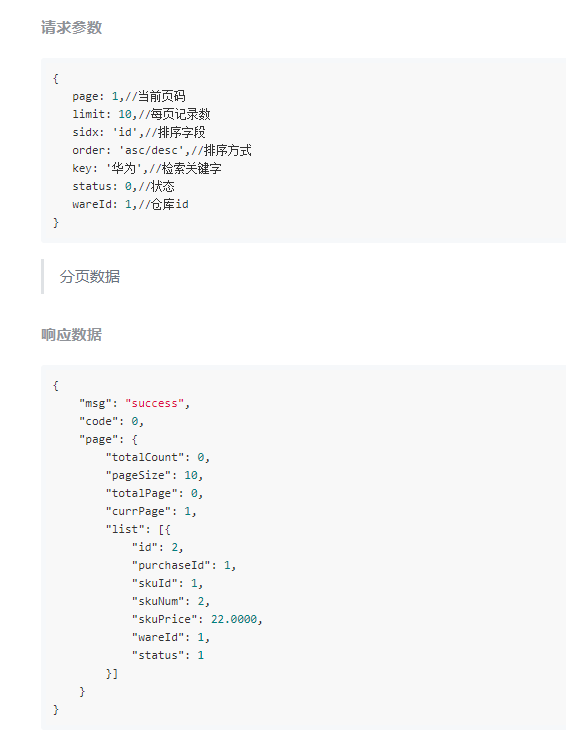 请求参数
{
   page: 1,//当前页码
   limit: 10,//每页记录数
   sidx: 'id',//排序字段
   order: 'asc/desc',//排序方式
   key: '华为',//检索关键字
   status: 0,//状态
   wareId: 1,//仓库id
}
分页数据
响应数据
{
    "msg": "success",
    "code": 0,
    "page": {
        "totalCount": 0,
        "pageSize": 10,
        "totalPage": 0,
        "currPage": 1,
        "list": [{
            "id": 2,
            "purchaseId": 1,
            "skuId": 1,
            "skuNum": 2,
            "skuPrice": 22.0000,
            "wareId": 1,
            "status": 1
        }]
    }
}